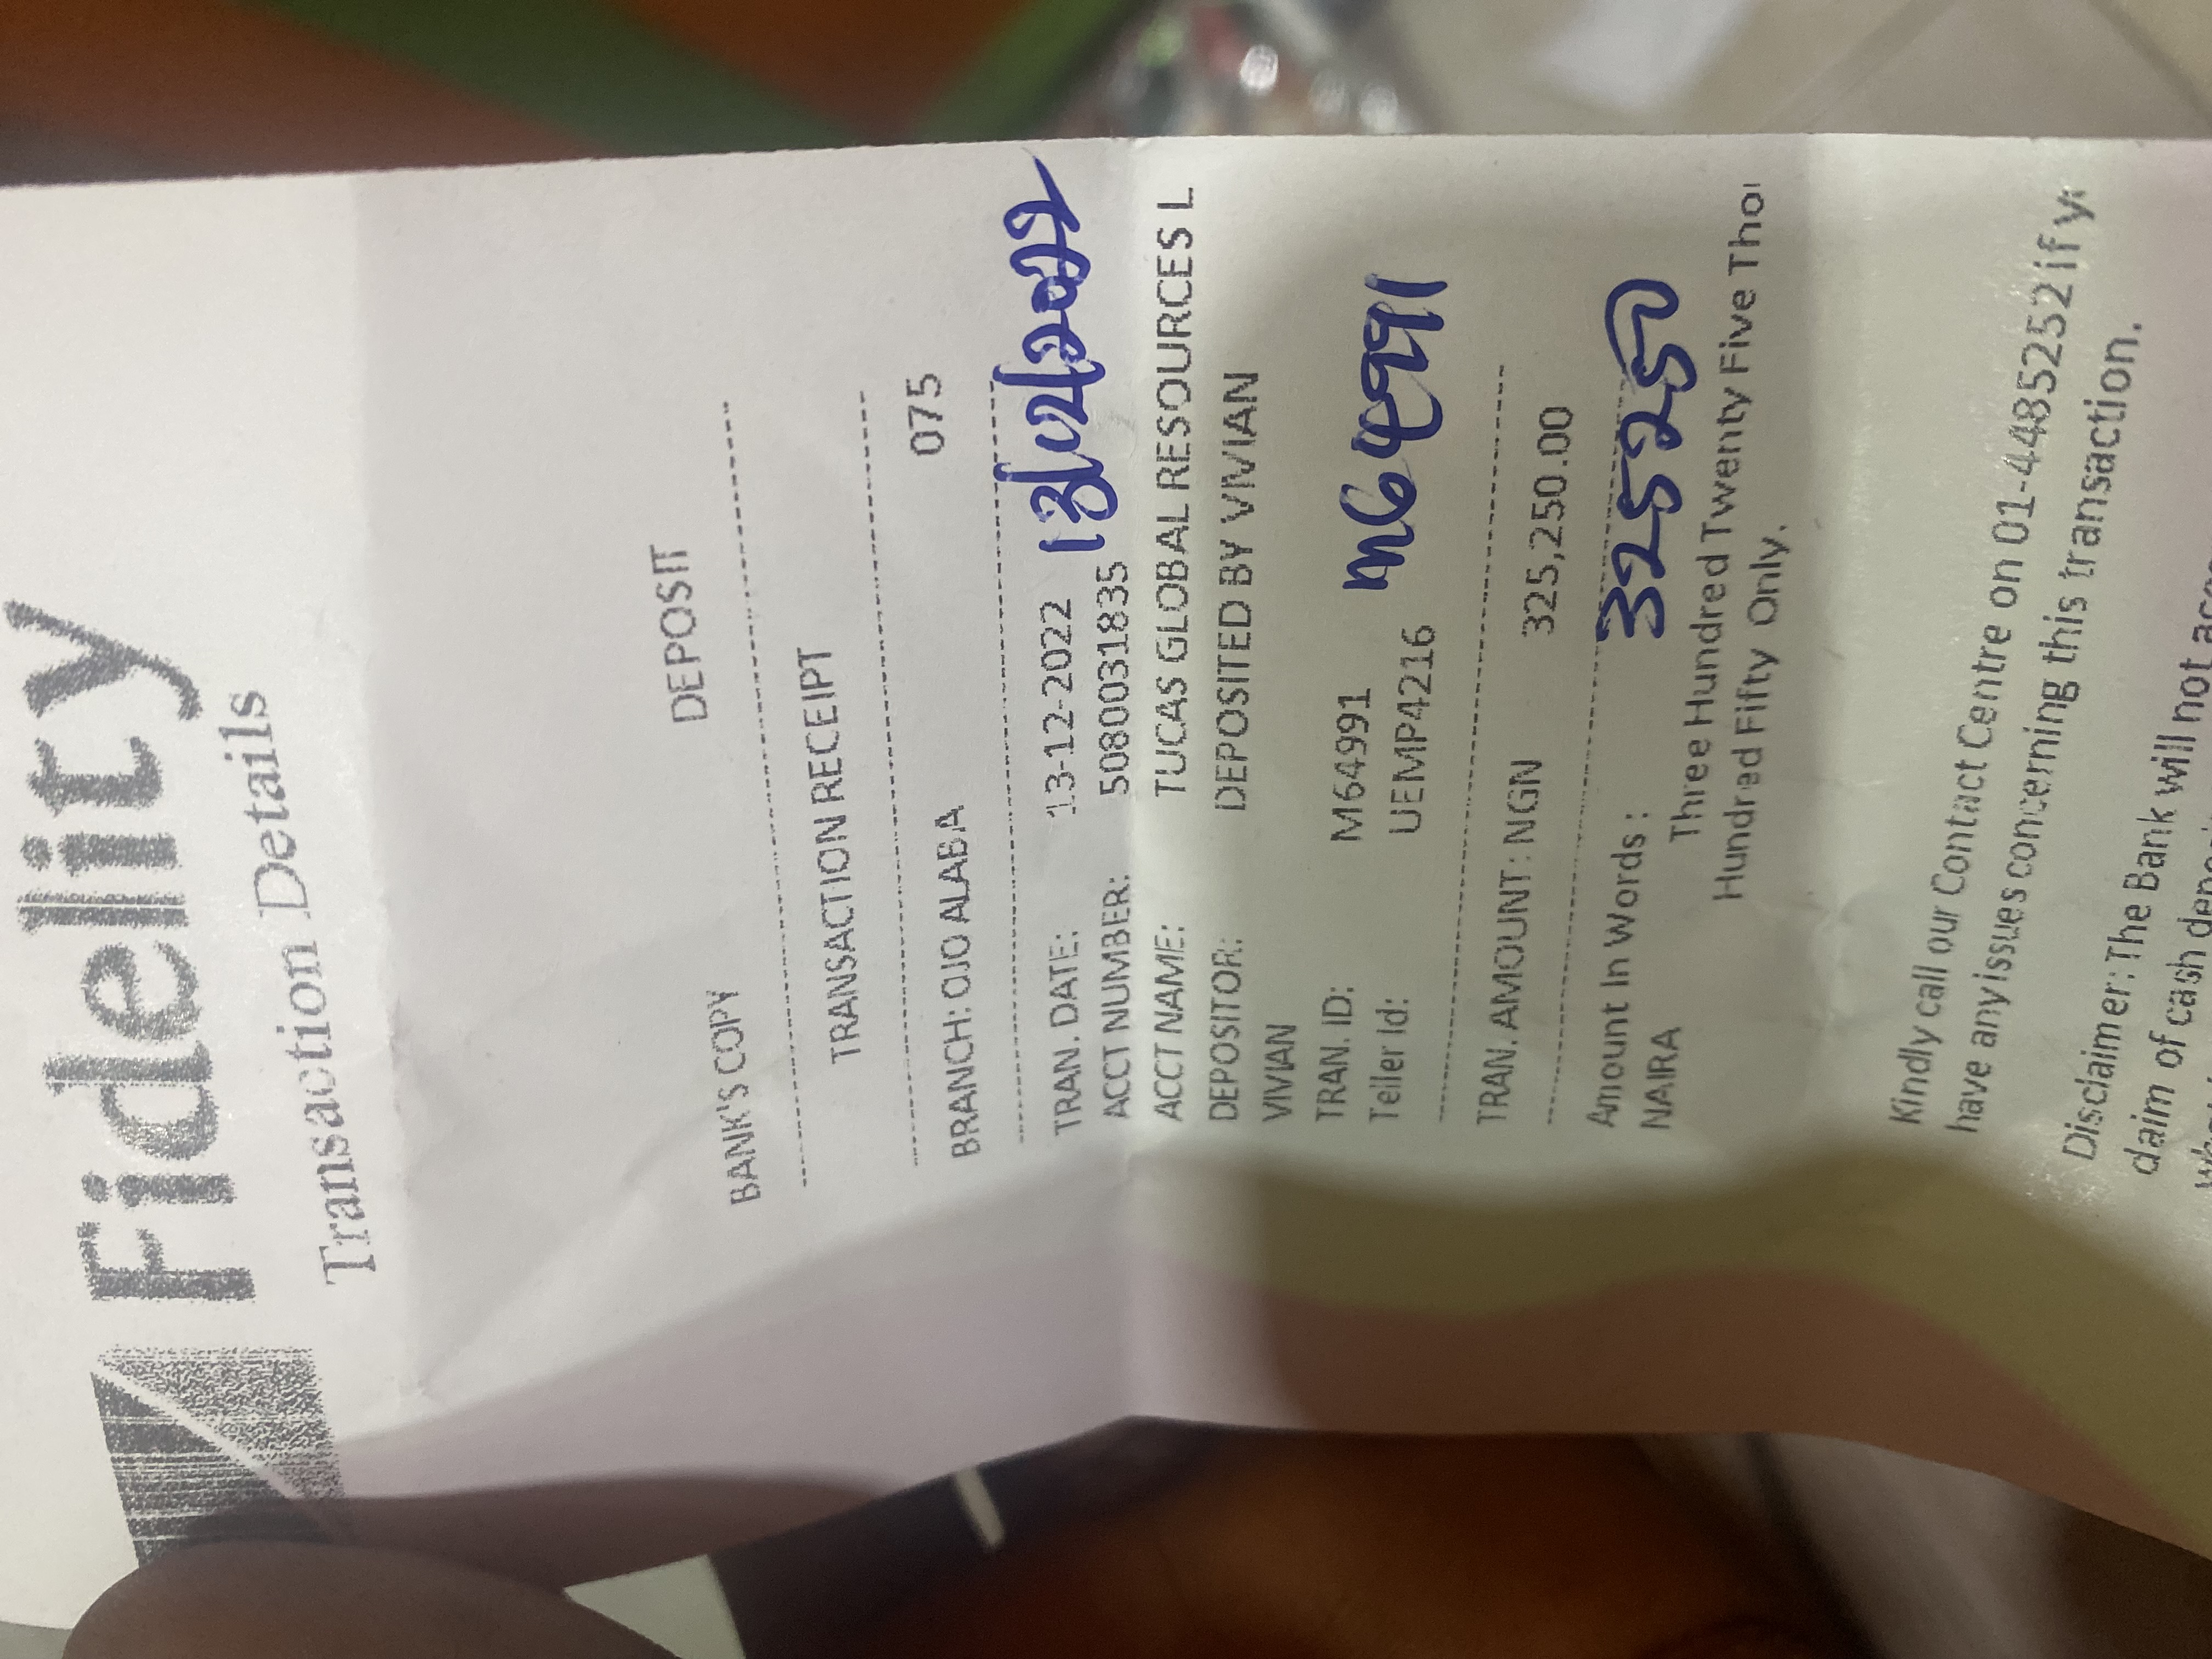 Fidelity
Transaction Details
DEPOSIT
BANK'S COPY
TRANSACTION RECEIPT
BRANCH: OJO ALABA 075
TRAN. DATE: 13-12-2022 13/12/2022
ACCT NUMBER: 5080031835
ACCT NAME: TUCAS GLOBAL RESOURCES L
DEPOSITOR: DEPOSITED BY VIVIAN
VIVIAN
TRAN. ID: M64991 M64991
Teller Id: UEMP4216
TRAN. AMOUNT: NGN 325,250.00
Amount In Words : 325250
NAIRA Three Hundred Twenty Five Thou
Hundred Fifty Only.
Kindly call our Contact Centre on 01-4485252 if y
have any issues concerning this transaction.
Disclaimer: The Bank will not
claim of cash